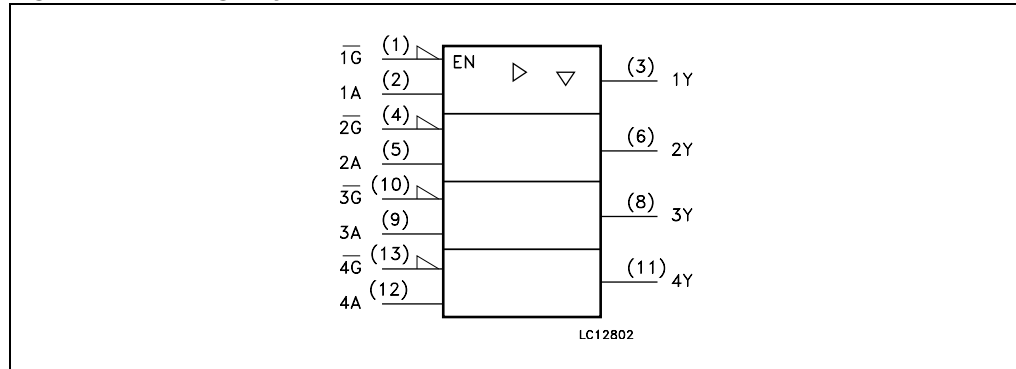 1G̅ (1) EN (3) 1Y
1A (2)
2G̅ (4) (6) 2Y
2A (5)
3G̅ (10) (8) 3Y
3A (9)
4G̅ (13) (11) 4Y
4A (12)
LC12802